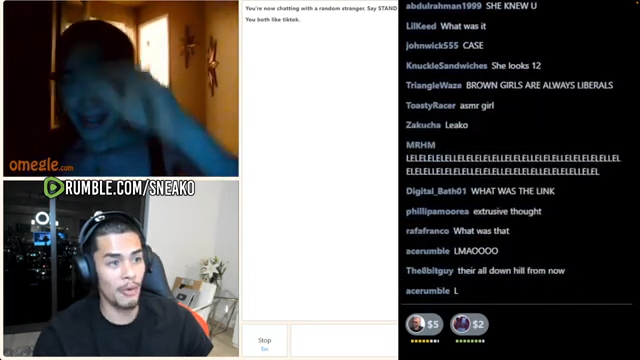 You're now chatting with a random stranger. Say STAND
You both like tiktok.
omegle.com
RUMBLE.COM/SNEAKO
Stop
Esc
abdulrahman1999 SHE KNEW U
LilKeed What was it
johnwick555 CASE
KnuckleSandwiches She looks 12
TriangleWaze BROWN GIRLS ARE ALWAYS LIBERALS
ToastyRacer asmr girl
Zakucha Leako
MRHM
Digital_Bath01 WHAT WAS THE LINK
phillipamoorea extrusive thought
rafafranco What was that
acerumble LMAOOOO
The8bitguy their all down hill from now
acerumble L
$5
$2